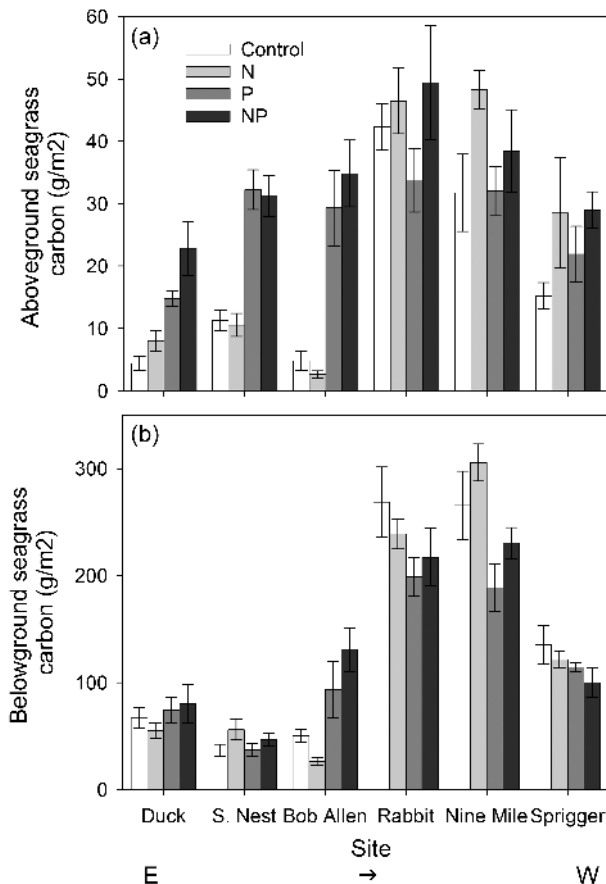 (a)
Control
N
P
NP
60
50
40
30
20
10
0
Aboveground seagrass
carbon (g/m2)
(b)
300
200
100
0
Belowground seagrass
carbon (g/m2)
Duck S. Nest Bob Allen Rabbit Nine Mile Sprigger
Site
E → W